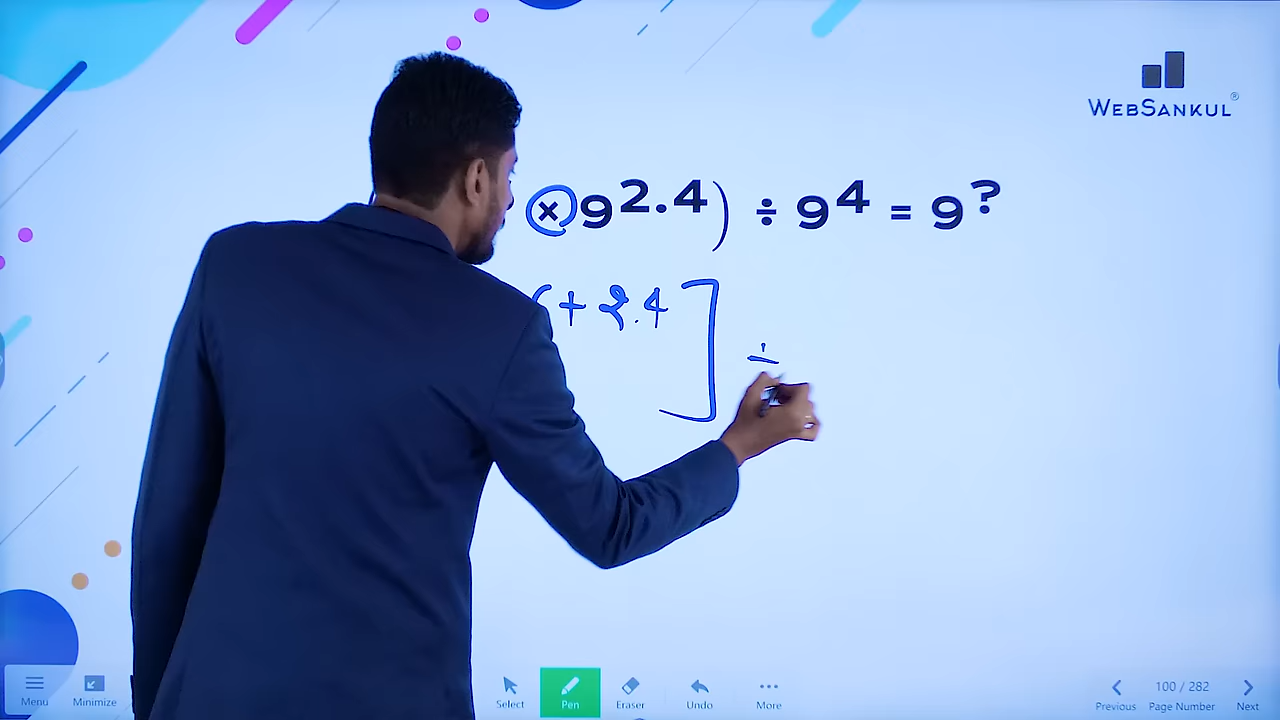 WEBSANKUL®
× 9^2.4) ÷ 9^4 = 9^?
+ 2.4 ] ÷
Menu
Minimize
Select
Pen
Eraser
Undo
More
Previous
100 / 282
Page Number
Next